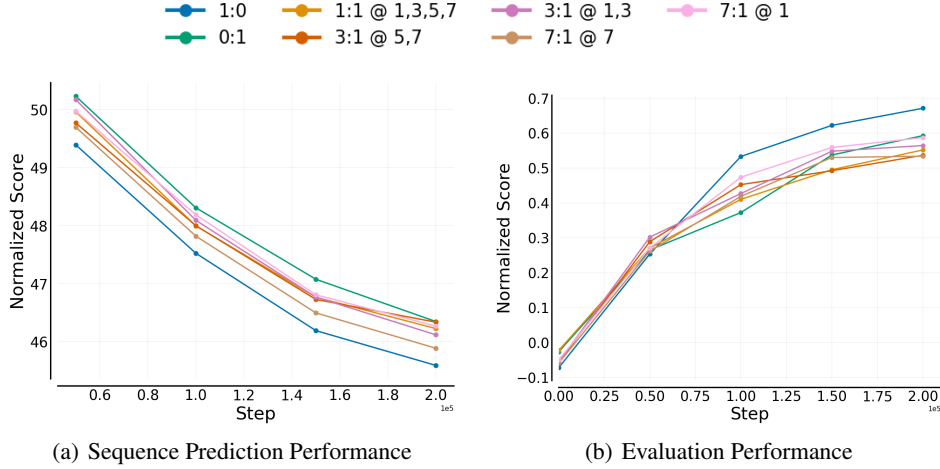 1:0 1:1 @ 1,3,5,7 3:1 @ 1,3 7:1 @ 1
0:1 3:1 @ 5,7 7:1 @ 7
Normalized Score
50
49
48
47
46
0.6 0.8 1.0 1.2 1.4 1.6 1.8 2.0
1e5
Step
(a) Sequence Prediction Performance
Normalized Score
0.7
0.6
0.5
0.4
0.3
0.2
0.1
0.0
−0.1
0.00 0.25 0.50 0.75 1.00 1.25 1.50 1.75 2.00
1e5
Step
(b) Evaluation Performance